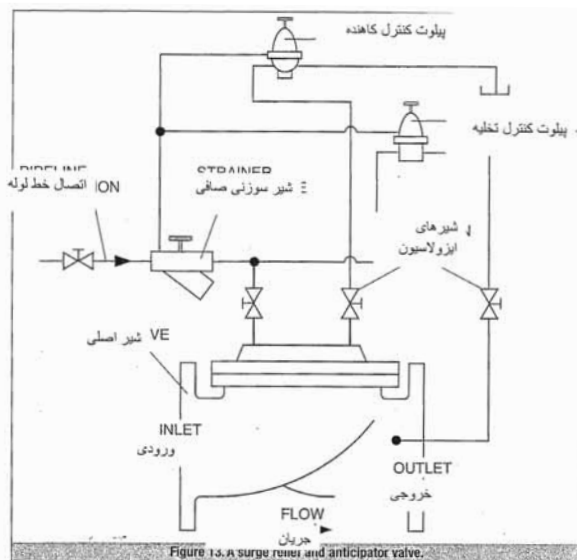 پیلوت کنترل کاهنده
پیلوت کنترل تخلیه
STRAINER
اتصال خط لوله ION
شیر سوزنی صافی E
شیرهای
ایزولاسیون
شیر اصلی VE
INLET
ورودی
OUTLET
خروجی
FLOW
جریان
Figure 13. A surge relief and anticipator valve.